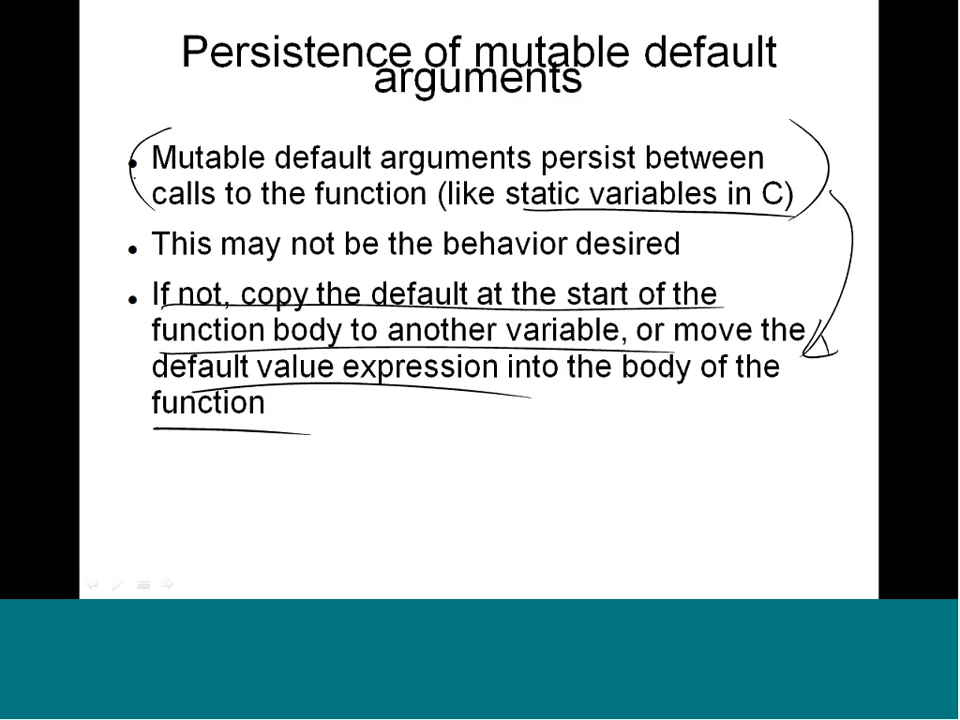 Persistence of mutable default
arguments
Mutable default arguments persist between
calls to the function (like static variables in C)
This may not be the behavior desired
If not, copy the default at the start of the
function body to another variable, or move the
default value expression into the body of the
function